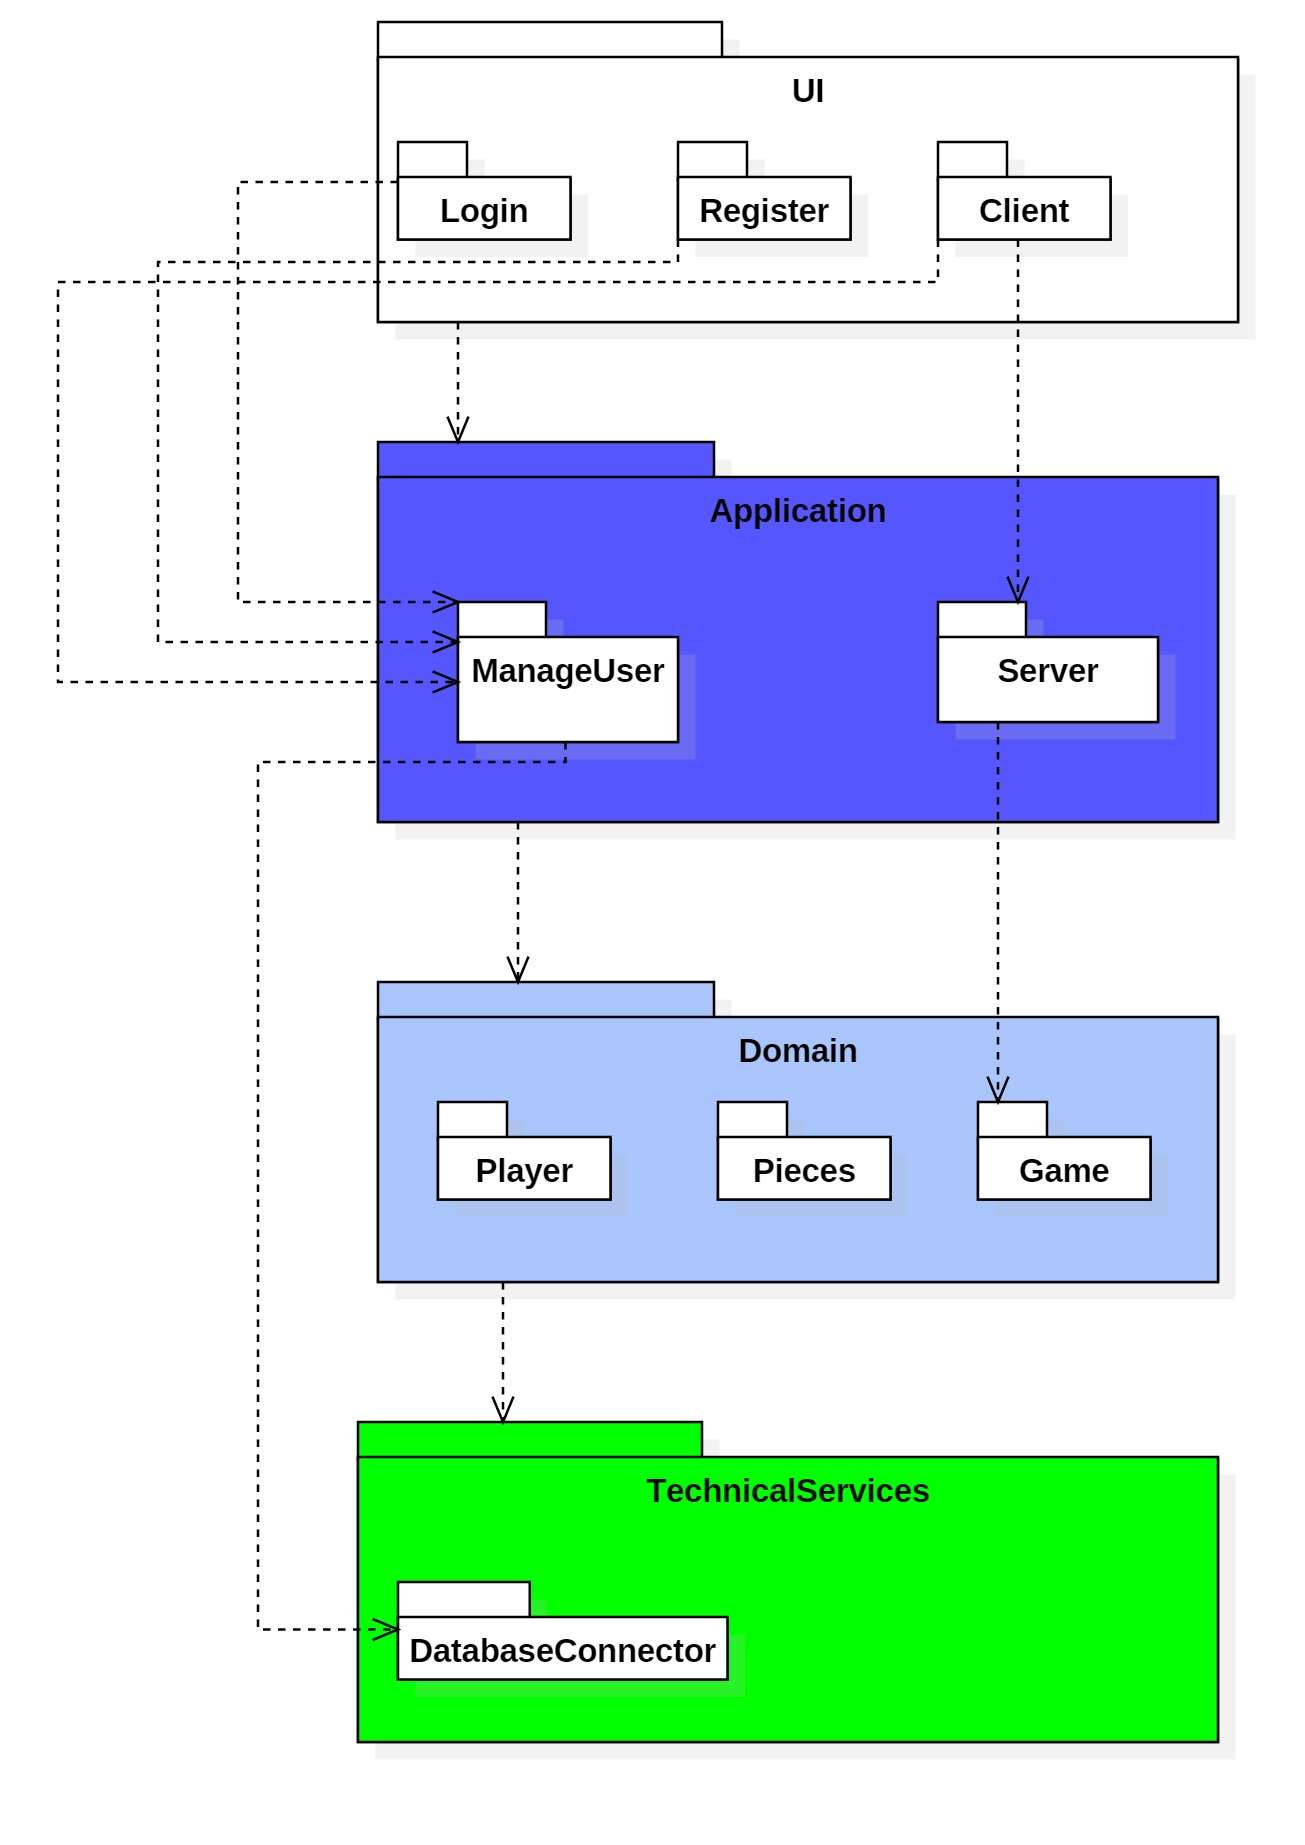 UI
Login
Register
Client
Application
ManageUser
Server
Domain
Player
Pieces
Game
TechnicalServices
DatabaseConnector